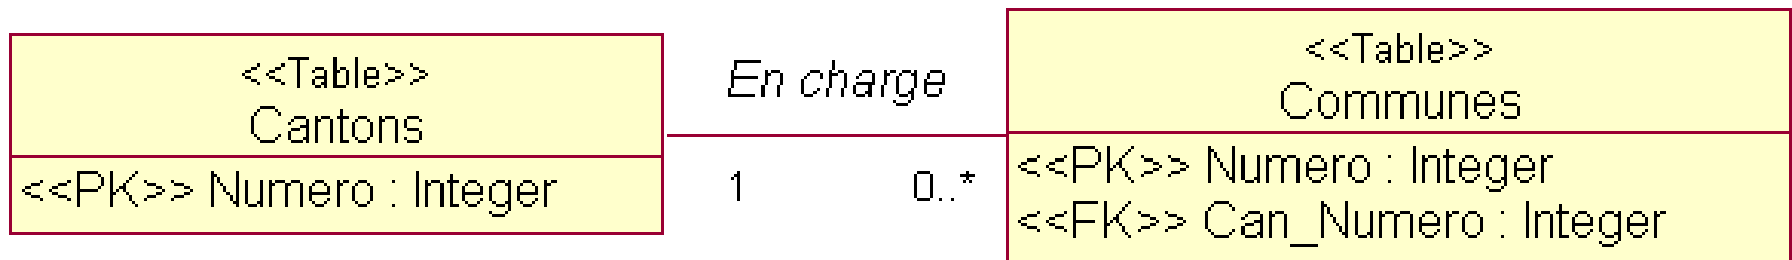 <<Table>>
Cantons
<<PK>> Numero : Integer
En charge
1 0..*
<<Table>>
Communes
<<PK>> Numero : Integer
<<FK>> Can_Numero : Integer